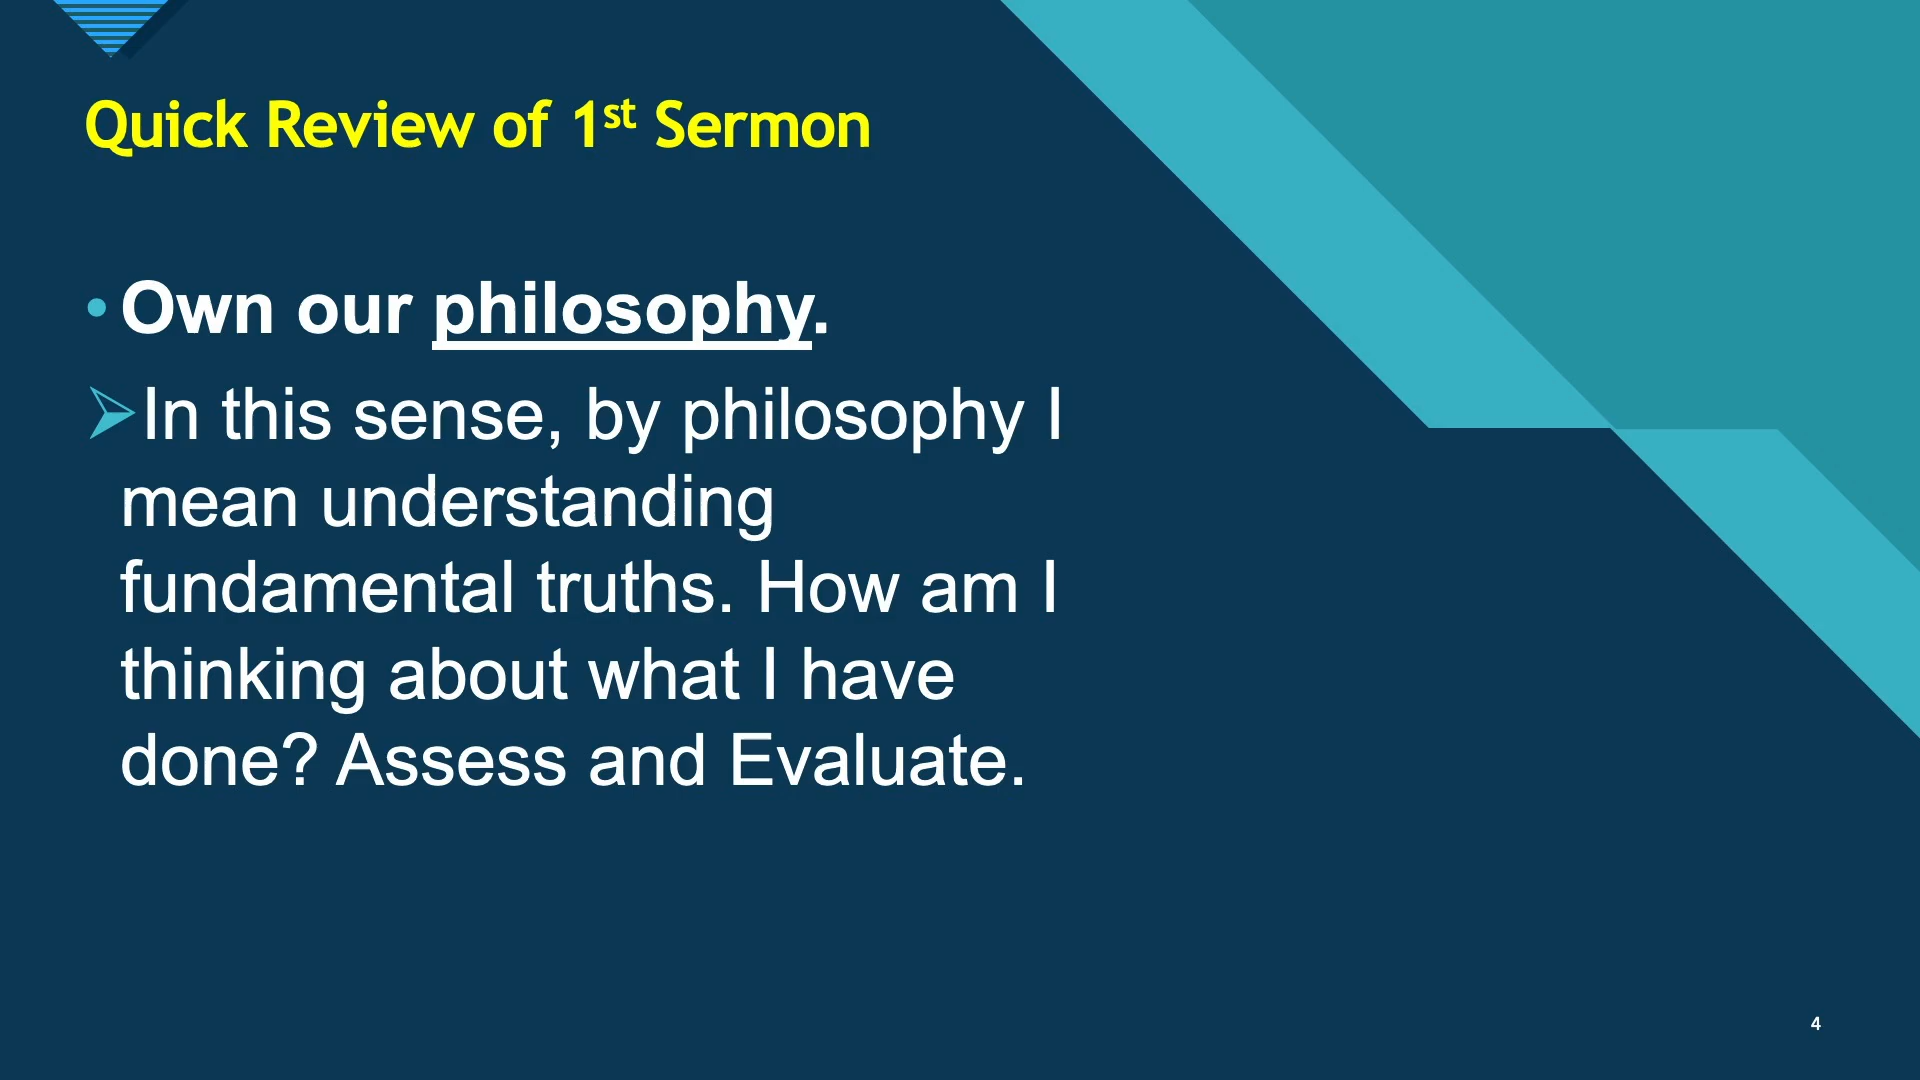 Quick Review of 1st Sermon
• Own our philosophy.
➢In this sense, by philosophy I
mean understanding
fundamental truths. How am I
thinking about what I have
done? Assess and Evaluate.
4